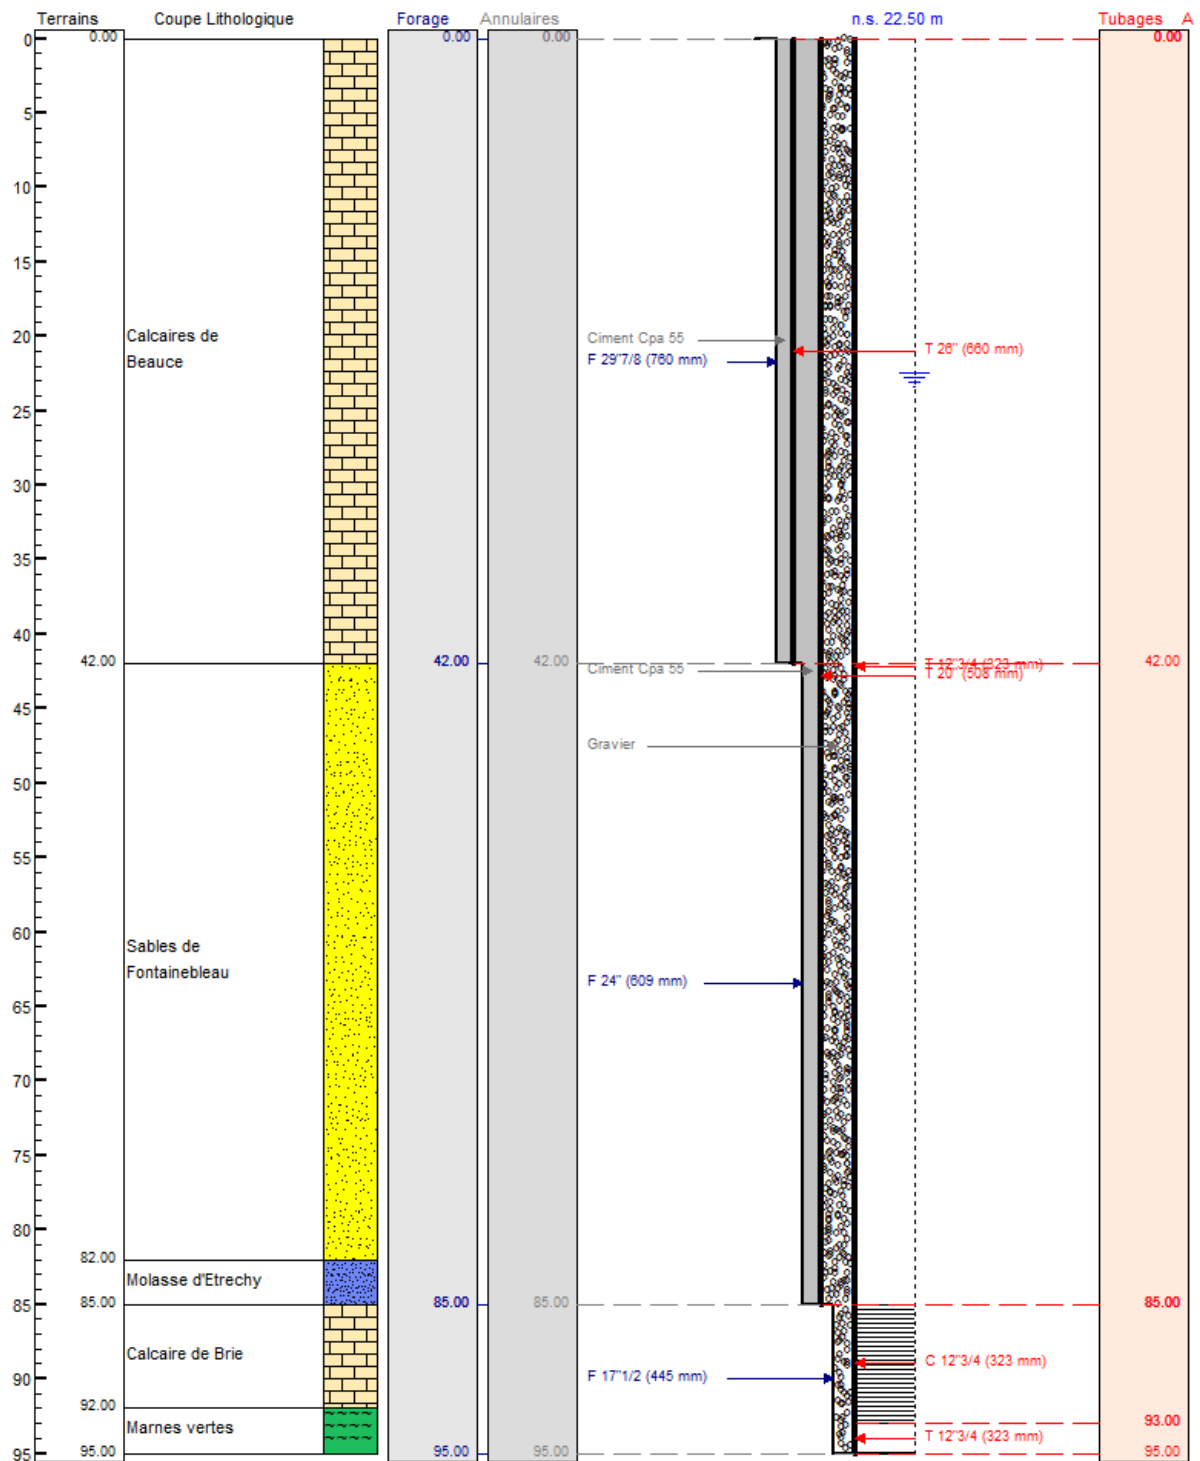 Terrains Coupe Lithologique Forage Annulaires n.s. 22.50 m Tubages A
0 0.00 0.00 0.00 0.00
5
10
15
20
Calcaires de
Beauce
Ciment Cpa 55
F 29"7/8 (760 mm)
T 26" (660 mm)
25
30
35
40
42.00 42.00 42.00 42.00
T 12"3/4 (323 mm)
Ciment Cpa 55
T 20" (508 mm)
45
Gravier
50
55
60
Sables de
Fontainebleau
F 24" (609 mm)
65
70
75
80
82.00
Molasse d'Etrechy
85 85.00 85.00 85.00 85.00
Calcaire de Brie
C 12"3/4 (323 mm)
90
F 17"1/2 (445 mm)
92.00
93.00
Marnes vertes
T 12"3/4 (323 mm)
95 95.00 95.00 95.00 95.00